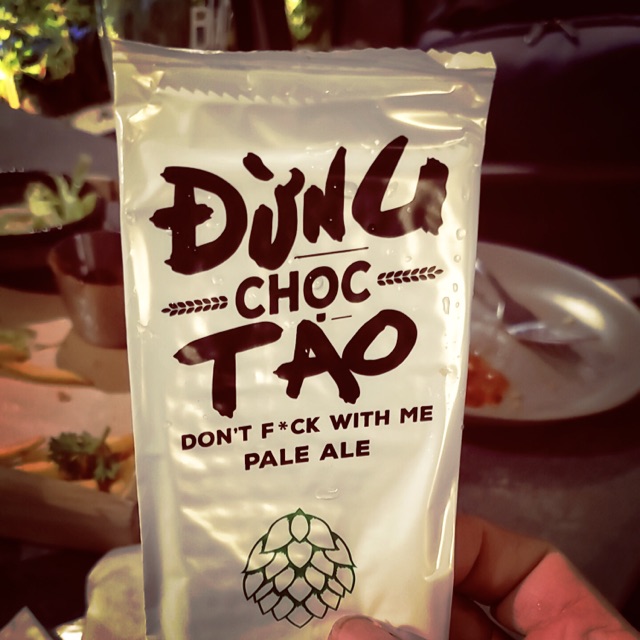 ĐỪNG
CHỌC
TAO
DON'T F*CK WITH ME
PALE ALE